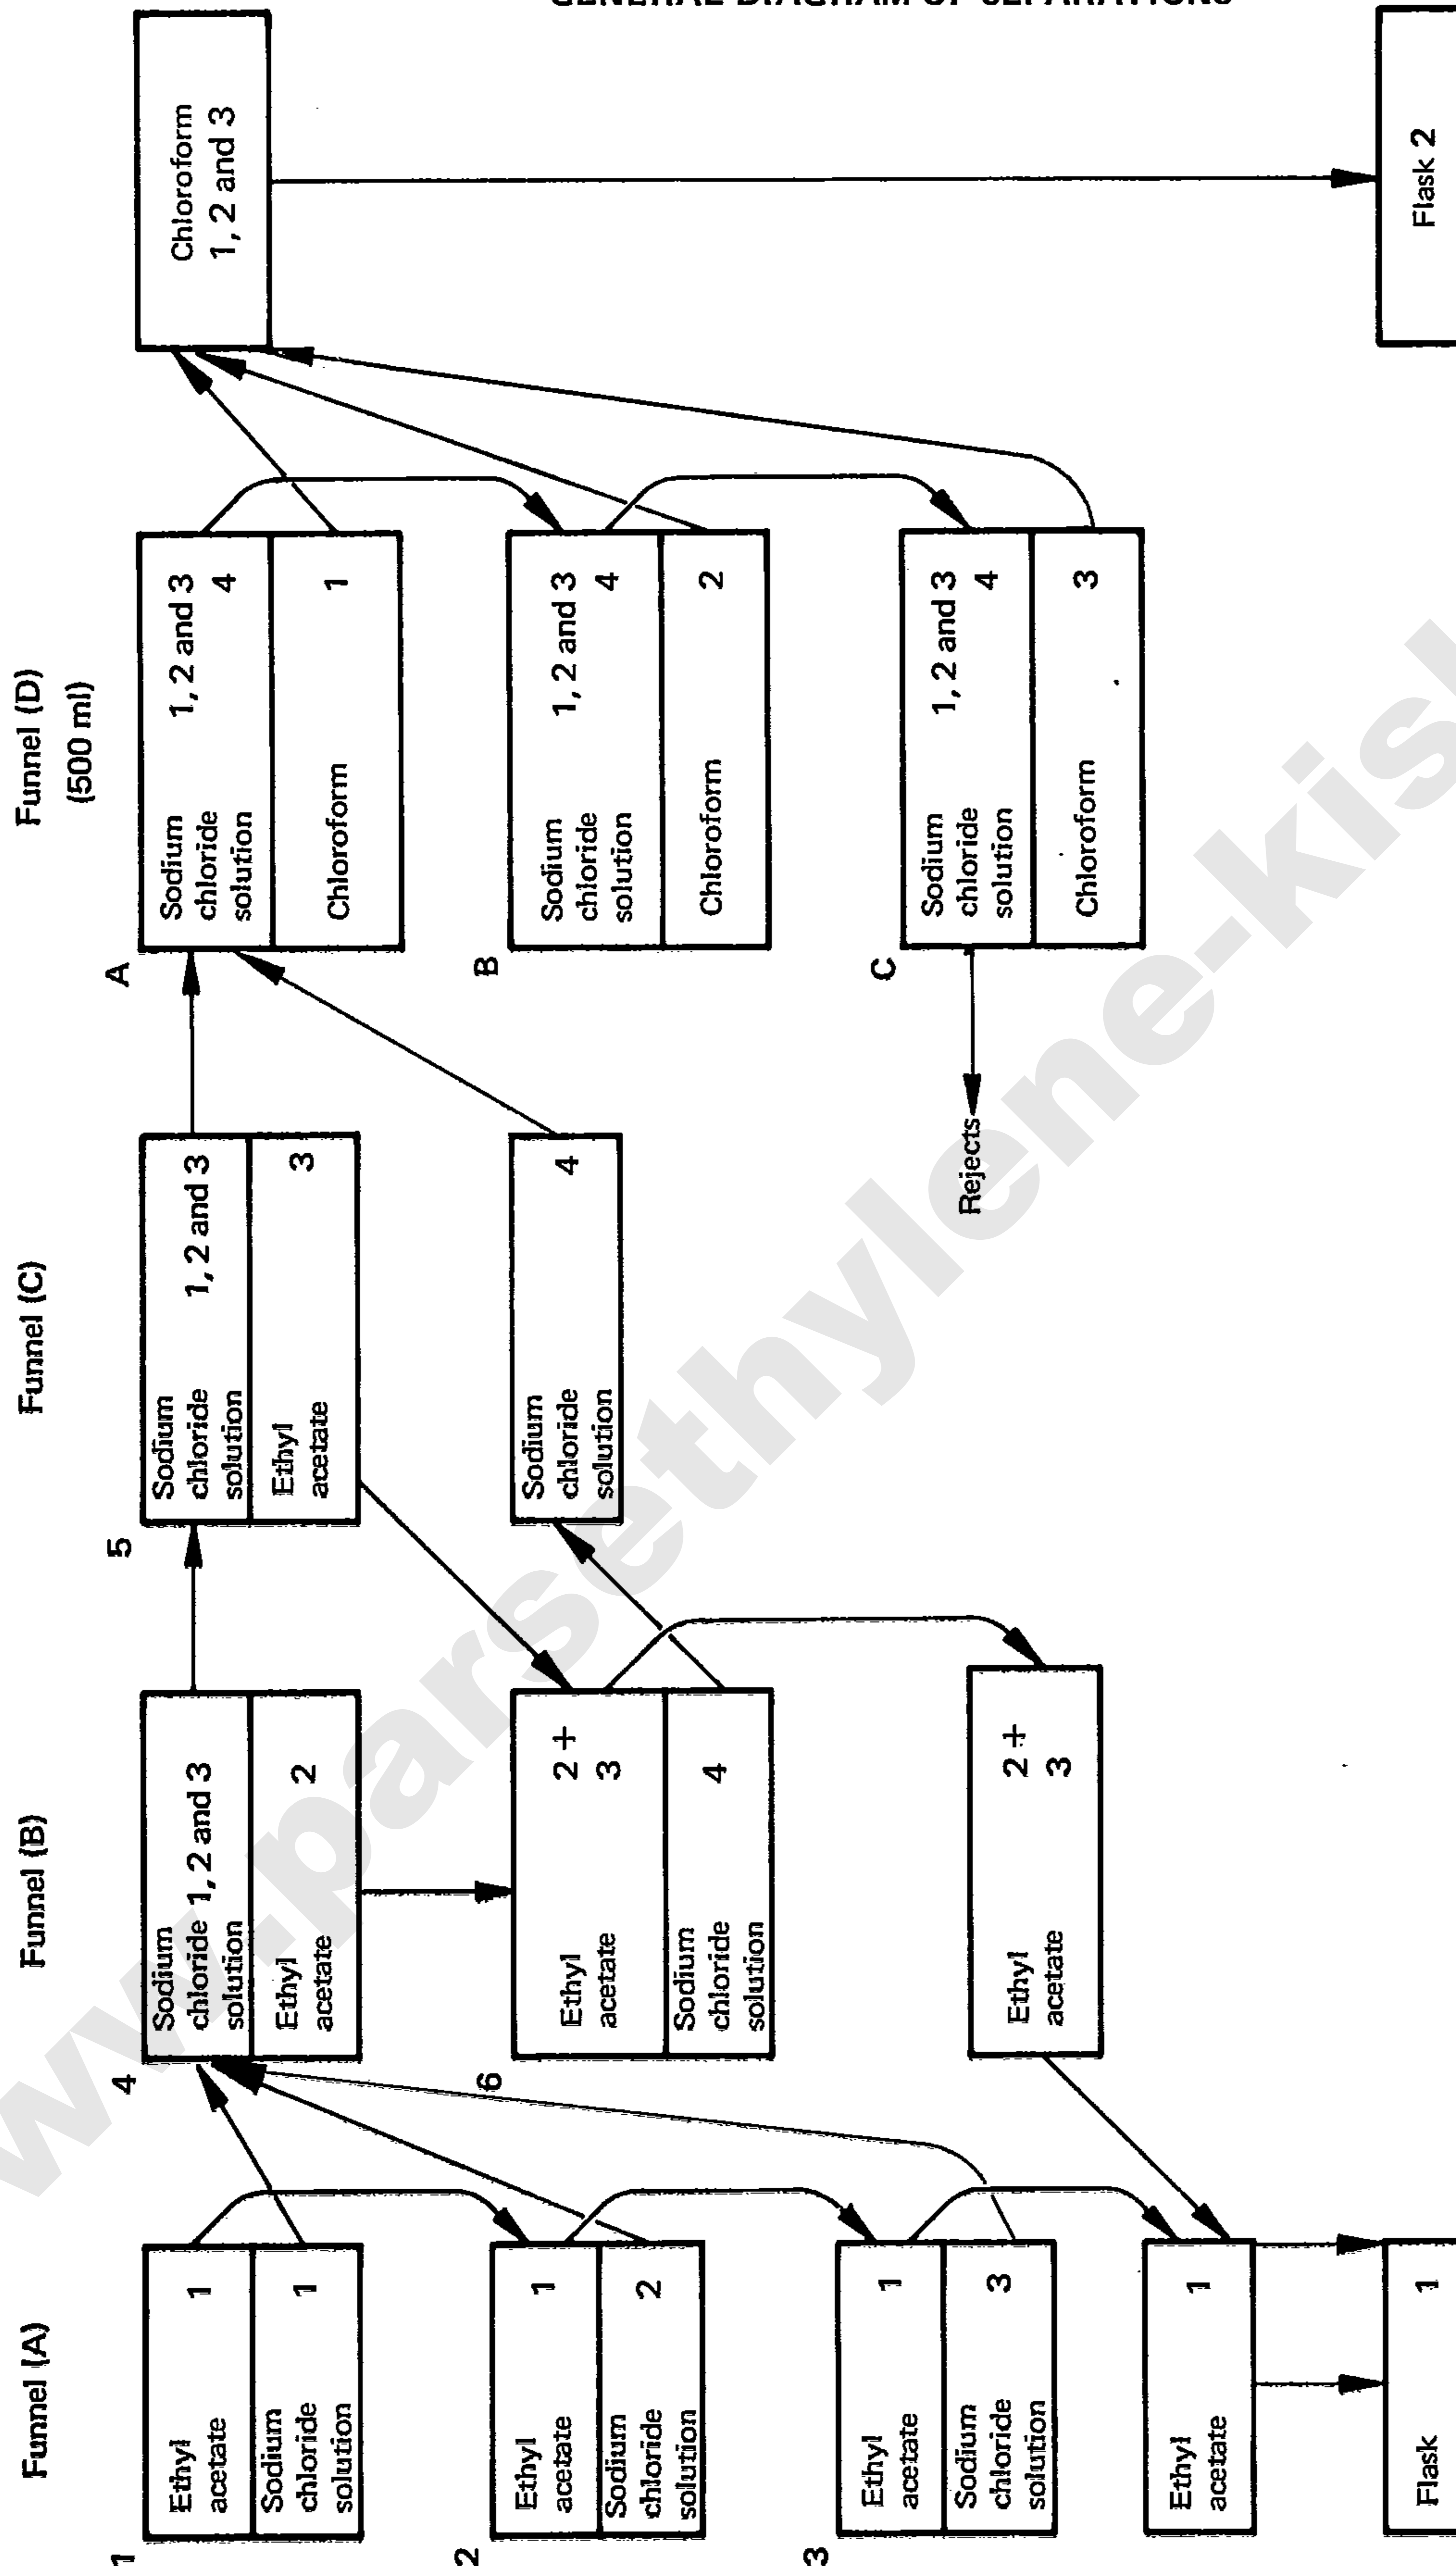 GENERAL DIAGRAM OF SEPARATIONS
Funnel (A)
1
Ethyl
acetate 1
Sodium
chloride
solution 1
2
Ethyl
acetate 1
Sodium
chloride
solution 2
3
Ethyl
acetate 1
Sodium
chloride
solution 3
Ethyl
acetate 1
Flask 1
Funnel (B)
4
Sodium
chloride 1, 2 and 3
solution
Ethyl
acetate 2
6
Ethyl 2 +
acetate 3
Sodium
chloride
solution 4
Ethyl 2 +
acetate 3
Funnel (C)
5
Sodium
chloride 1, 2 and 3
solution
Ethyl
acetate 3
Sodium
chloride
solution 4
Funnel (D)
(500 ml)
A
Sodium 1, 2 and 3
chloride 4
solution
Chloroform 1
B
Sodium 1, 2 and 3
chloride 4
solution
Chloroform 2
C
Sodium 1, 2 and 3
chloride 4
solution
Chloroform 3
Rejects
Chloroform
1, 2 and 3
Flask 2
ww.parsethylene-kish